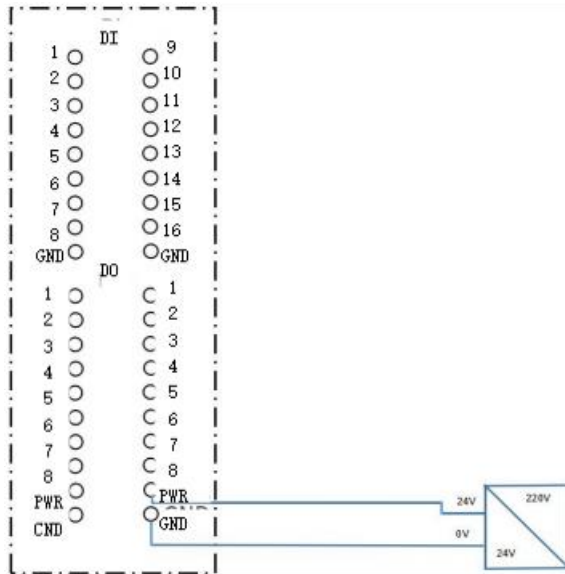 DI
1 9
2 10
3 11
4 12
5 13
6 14
7 15
8 16
GND GND
DO
1 1
2 2
3 3
4 4
5 5
6 6
7 7
8 8
PWR PWR
CND GND
24V 220V
0V
24V